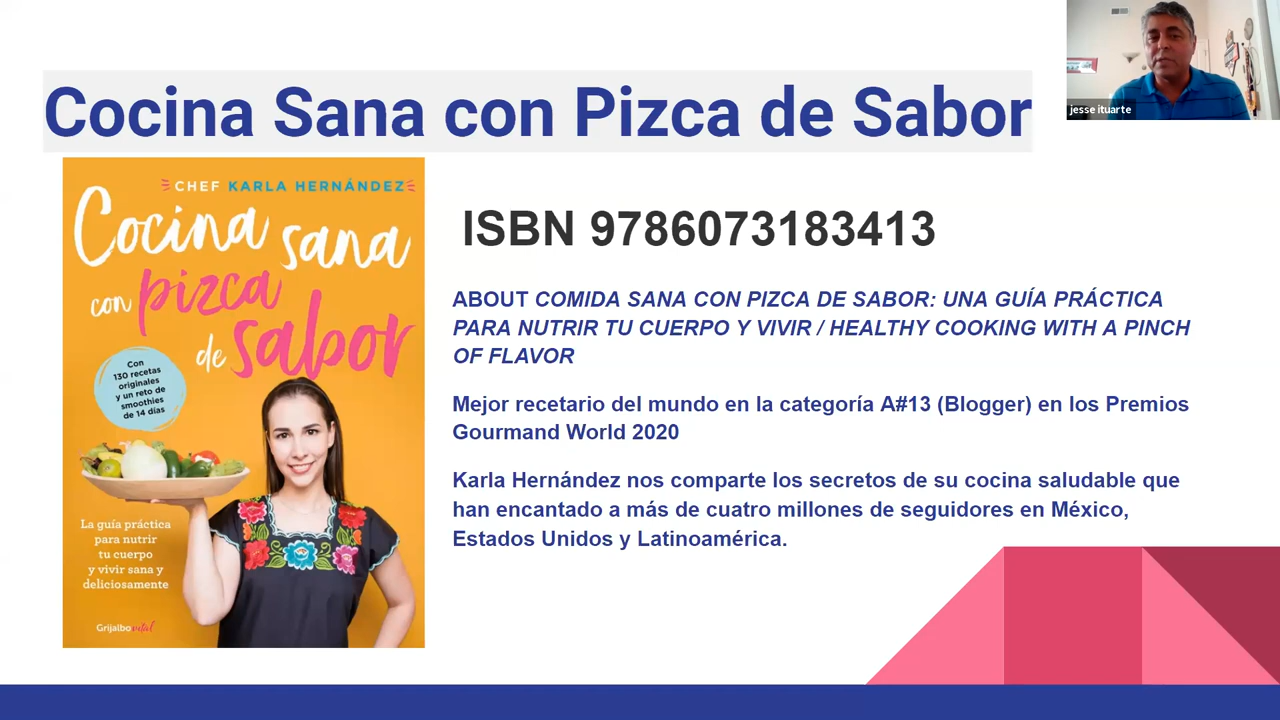 Cocina Sana con Pizca de Sabor
jesse ituarte
CHEF KARLA HERNÁNDEZ
Cocina sana
con pizca
de sabor
Con
130 recetas
originales
y un reto de
smoothies
de 14 días
La guía práctica
para nutrir
tu cuerpo
y vivir sana y
deliciosamente
Grijalbo vital
ISBN 9786073183413
ABOUT COMIDA SANA CON PIZCA DE SABOR: UNA GUÍA PRÁCTICA
PARA NUTRIR TU CUERPO Y VIVIR / HEALTHY COOKING WITH A PINCH
OF FLAVOR
Mejor recetario del mundo en la categoría A#13 (Blogger) en los Premios
Gourmand World 2020
Karla Hernández nos comparte los secretos de su cocina saludable que
han encantado a más de cuatro millones de seguidores en México,
Estados Unidos y Latinoamérica.